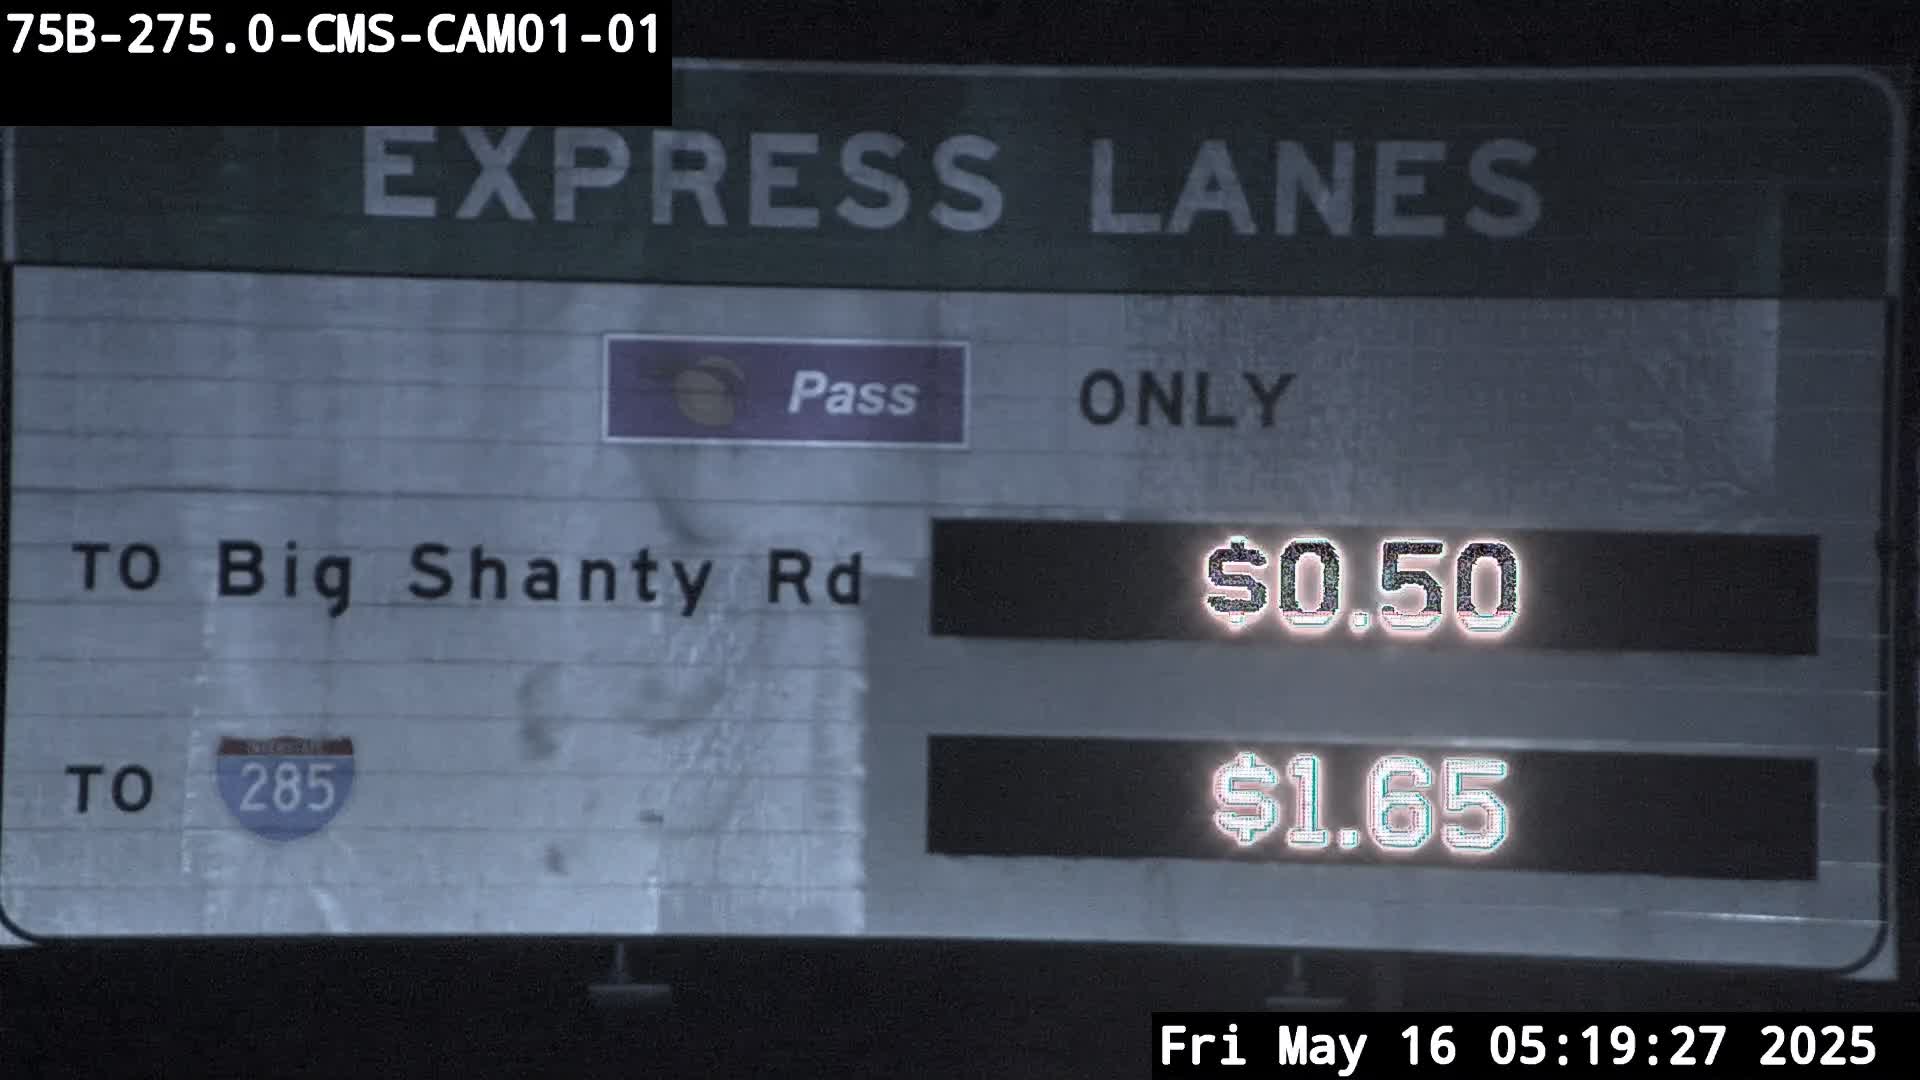 75B-275.0-CMS-CAM01-01
EXPRESS LANES
Pass ONLY
TO Big Shanty Rd $0.50
TO INTERSTATE 285 $1.65
Fri May 16 05:19:27 2025